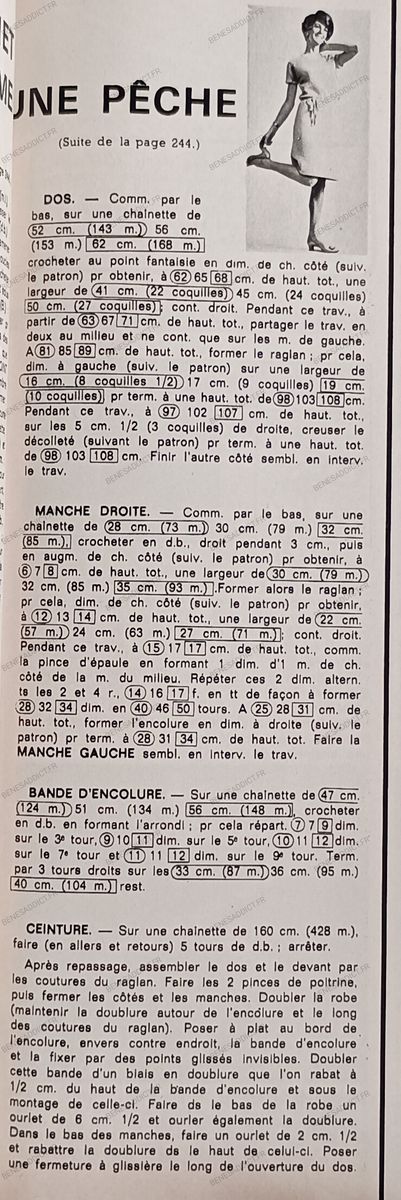 UNE PÊCHE
(Suite de la page 244.)
DOS. — Comm. par le
bas, sur une chaînette de
52 cm. (143 m.) 56 cm.
(153 m.) 62 cm. (168 m.)
crocheter au point fantaisie en dim. de ch. côté (suiv.
le patron) pr obtenir, à 62 65 68 cm. de haut. tot., une
largeur de 41 cm. (22 coquilles) 45 cm. (24 coquilles)
50 cm. (27 coquilles); cont. droit. Pendant ce trav., à
partir de 63 67 71 cm. de haut. tot., partager le trav. en
deux au milieu et ne cont. que sur les m. de gauche.
A 81 85 89 cm. de haut. tot., former le raglan; pr cela,
dim. à gauche (suiv. le patron) sur une largeur de
16 cm. (8 coquilles 1/2) 17 cm. (9 coquilles) 19 cm.
(10 coquilles) pr term. à une haut. tot. de 98 103 108 cm.
Pendant ce trav., à 97 102 107 cm. de haut. tot.,
sur les 5 cm. 1/2 (3 coquilles) de droite, creuser le
décolleté (suivant le patron) pr term. à une haut. tot.
de 98 103 108 cm. Finir l'autre côté sembl. en interv.
le trav.
MANCHE DROITE. — Comm. par le bas, sur une
chaînette de 28 cm. (73 m.) 30 cm. (79 m.) 32 cm.
(85 m.), crocheter en d.b., droit pendant 3 cm., puis
en augm. de ch. côté (suiv. le patron) pr obtenir, à
6 7 8 cm. de haut. tot., une largeur de 30 cm. (79 m.)
32 cm. (85 m.) 35 cm. (93 m.). Former alors le raglan;
pr cela, dim. de ch. côté (suiv. le patron) pr obtenir,
à 12 13 14 cm. de haut. tot., une largeur de 22 cm.
(57 m.) 24 cm. (63 m.) 27 cm. (71 m.); cont. droit.
Pendant ce trav., à 15 17 17 cm. de haut. tot., comm.
la pince d'épaule en formant 1 dim. d'1 m. de ch.
côté de la m. du milieu. Répéter ces 2 dim. altern.
ts les 2 et 4 r., 14 16 17 f. en tt de façon à former
28 32 34 dim. en 40 46 50 tours. A 25 28 31 cm. de
haut. tot., former l'encolure en dim. à droite (suiv. le
patron) pr term. à 28 31 34 cm. de haut. tot. Faire la
MANCHE GAUCHE sembl. en interv. le trav.
BANDE D'ENCOLURE. — Sur une chaînette de 47 cm.
(124 m.) 51 cm. (134 m.) 56 cm. (148 m.), crocheter
en d.b. en formant l'arrondi; pr cela répart. 7 7 9 dim.
sur le 3e tour, 9 10 11 dim. sur le 5e tour, 10 11 12 dim.
sur le 7e tour et 11 11 12 dim. sur le 9e tour. Term.
par 3 tours droits sur les 33 cm. (87 m.) 36 cm. (95 m.)
40 cm. (104 m.) rest.
CEINTURE. — Sur une chaînette de 160 cm. (428 m.),
faire (en allers et retours) 5 tours de d.b.; arrêter.
Après repassage, assembler le dos et le devant par
les coutures du raglan. Faire les 2 pinces de poitrine,
puis fermer les côtés et les manches. Doubler la robe
(maintenir la doublure autour de l'encolure et le long
des coutures du raglan). Poser à plat au bord de
l'encolure, envers contre endroit, la bande d'encolure
et la fixer par des points glissés invisibles. Doubler
cette bande d'un biais en doublure que l'on rabat à
1/2 cm. du haut de la bande d'encolure et sous le
montage de celle-ci. Faire ds le bas de la robe un
ourlet de 6 cm. 1/2 et ourler également la doublure.
Dans le bas des manches, faire un ourlet de 2 cm. 1/2
et rabattre la doublure ds le haut de celui-ci. Poser
une fermeture à glissière le long de l'ouverture du dos.